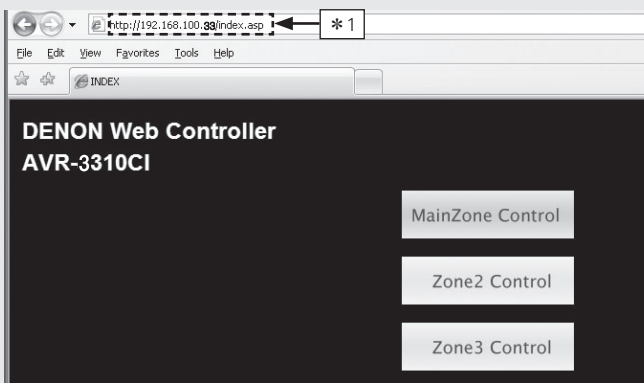 http://192.168.100.33/index.asp
*1
File Edit View Favorites Tools Help
INDEX
DENON Web Controller
AVR-3310CI
MainZone Control
Zone2 Control
Zone3 Control